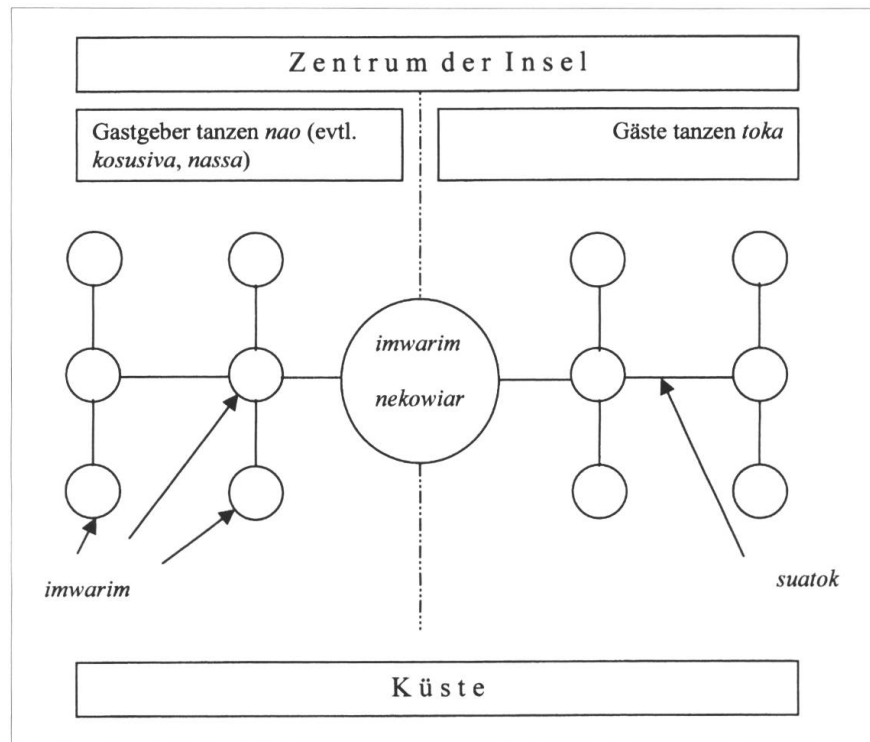 Zentrum der Insel
Gastgeber tanzen nao (evtl.
kosusiva, nassa)
Gäste tanzen toka
imwarim
nekowiar
imwarim
suatok
Küste